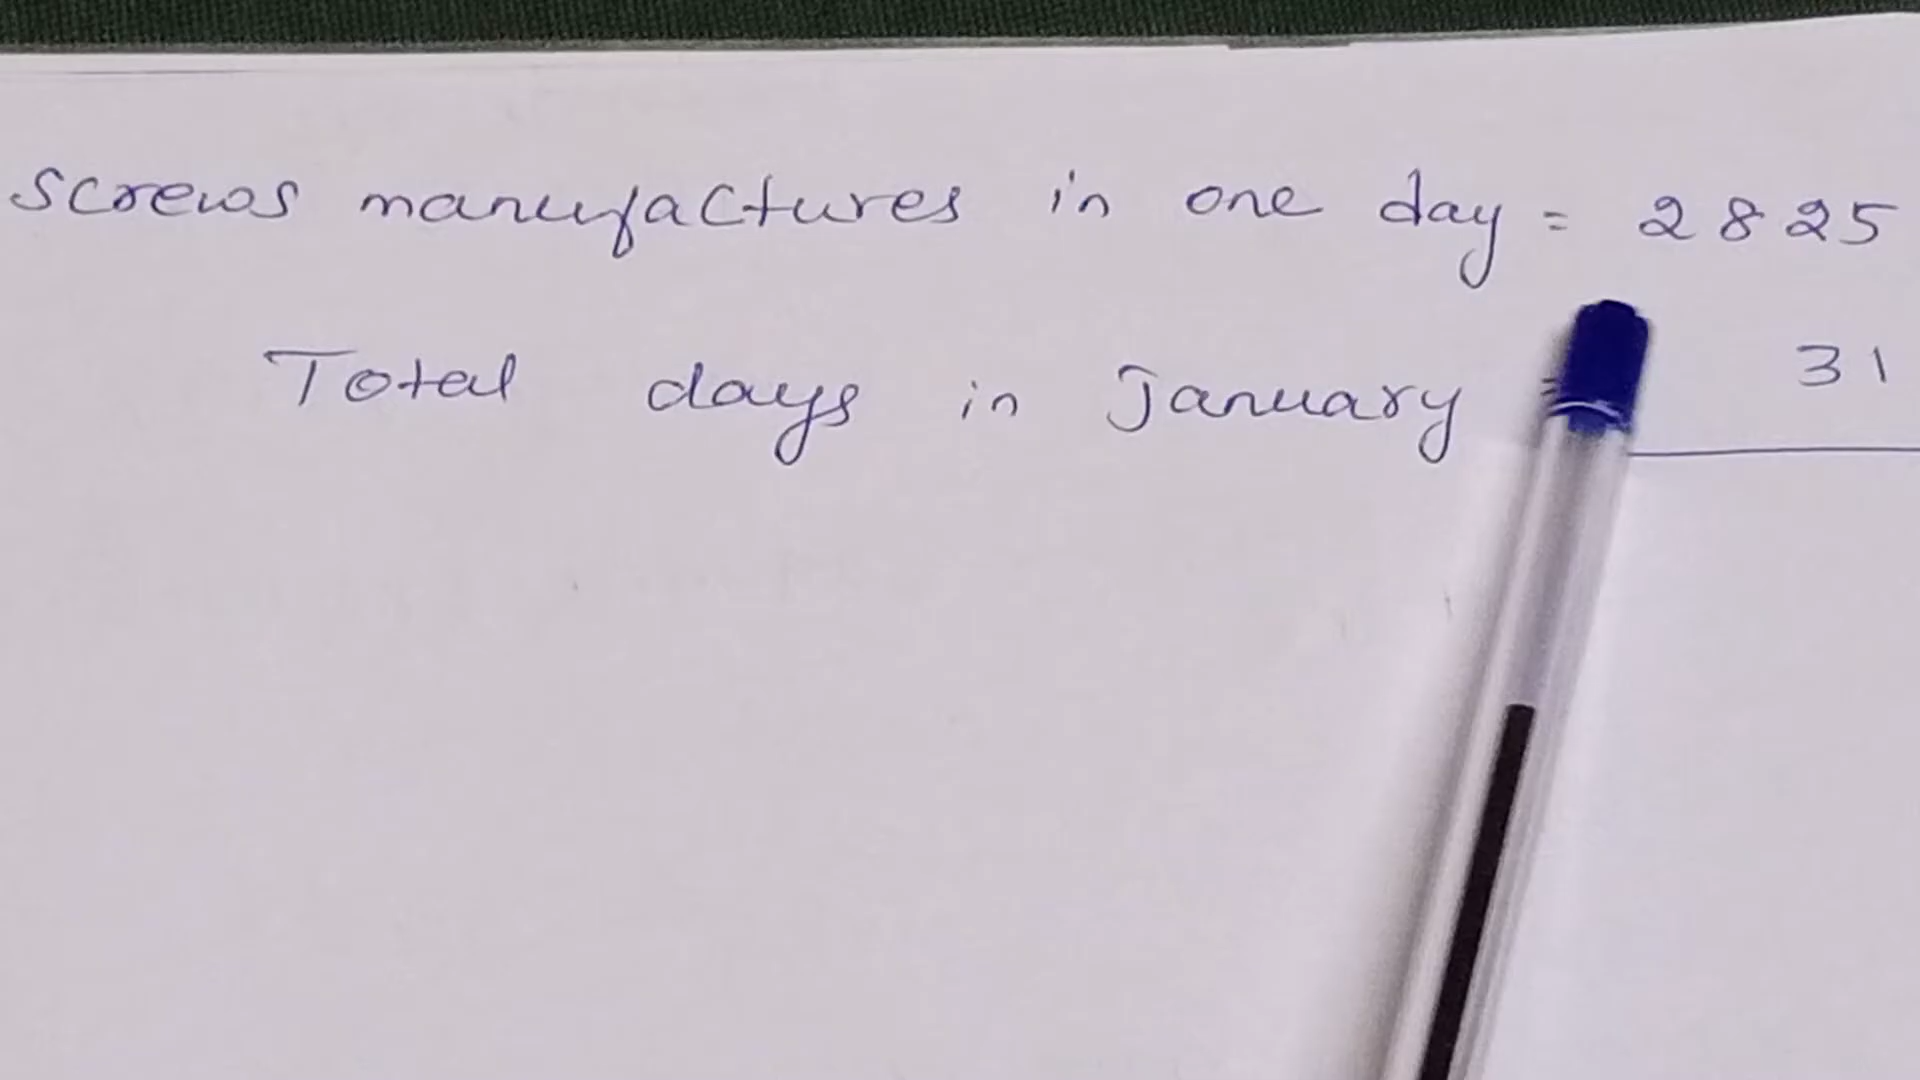 Screws manufactures in one day = 2825
Total days in January = 31